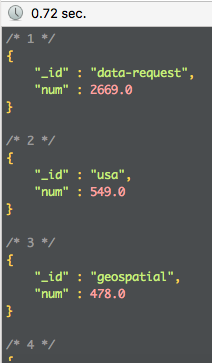 0.72 sec.
/* 1 */
{
"_id" : "data-request",
"num" : 2669.0
}
/* 2 */
{
"_id" : "usa",
"num" : 549.0
}
/* 3 */
{
"_id" : "geospatial",
"num" : 478.0
}
/* 4 */
{